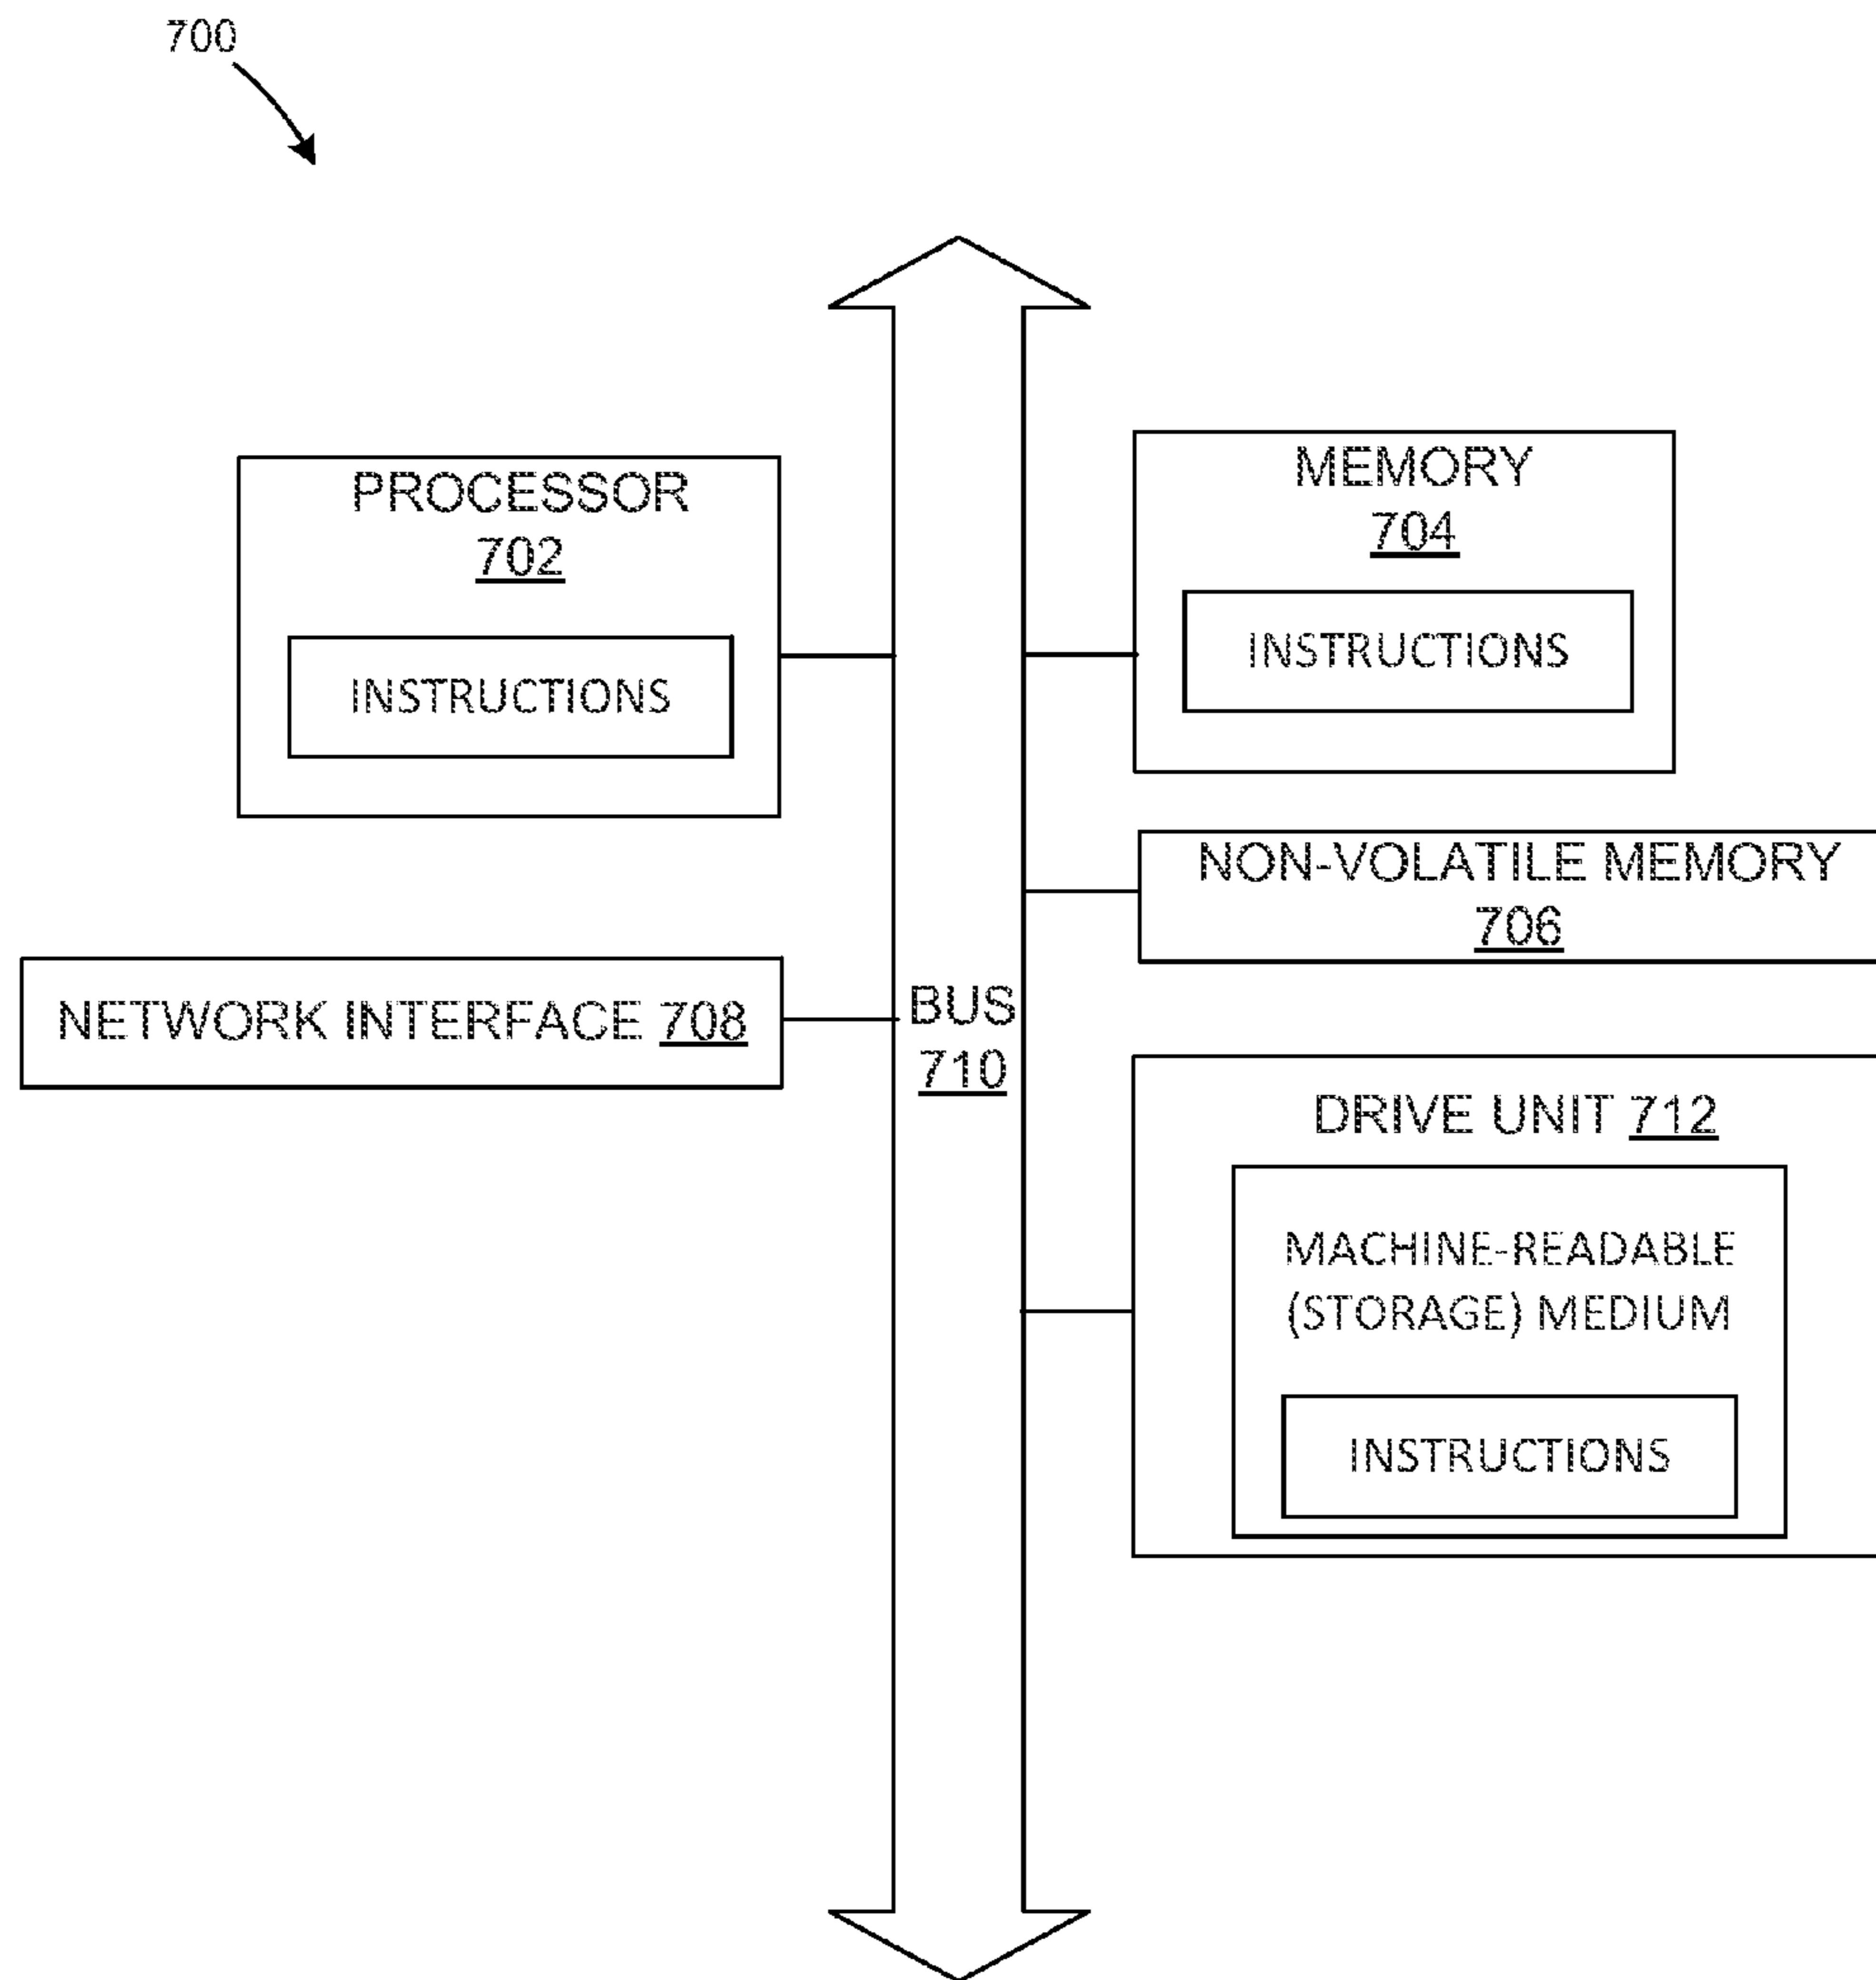 700
PROCESSOR
702
INSTRUCTIONS
MEMORY
704
INSTRUCTIONS
NON-VOLATILE MEMORY
706
NETWORK INTERFACE 708
BUS
710
DRIVE UNIT 712
MACHINE-READABLE
(STORAGE) MEDIUM
INSTRUCTIONS